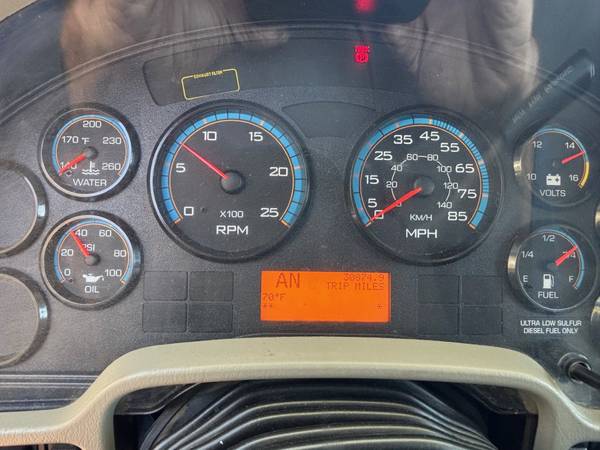 EXHAUST FILTER
200
170 °F 230
140 260
WATER
10 15
5 20
0 25
X100
RPM
35 45
25 55
60 80
15 65
40 100
5 75
20 120
0 140
KM/H
85
MPH
12 14
10 16
VOLTS
40 60
20 PSI 80
0 100
OIL
AN 30874.9
TRIP MILES
70°F
** *
1/2
1/4 3/4
E F
FUEL
ULTRA LOW SULFUR
DIESEL FUEL ONLY